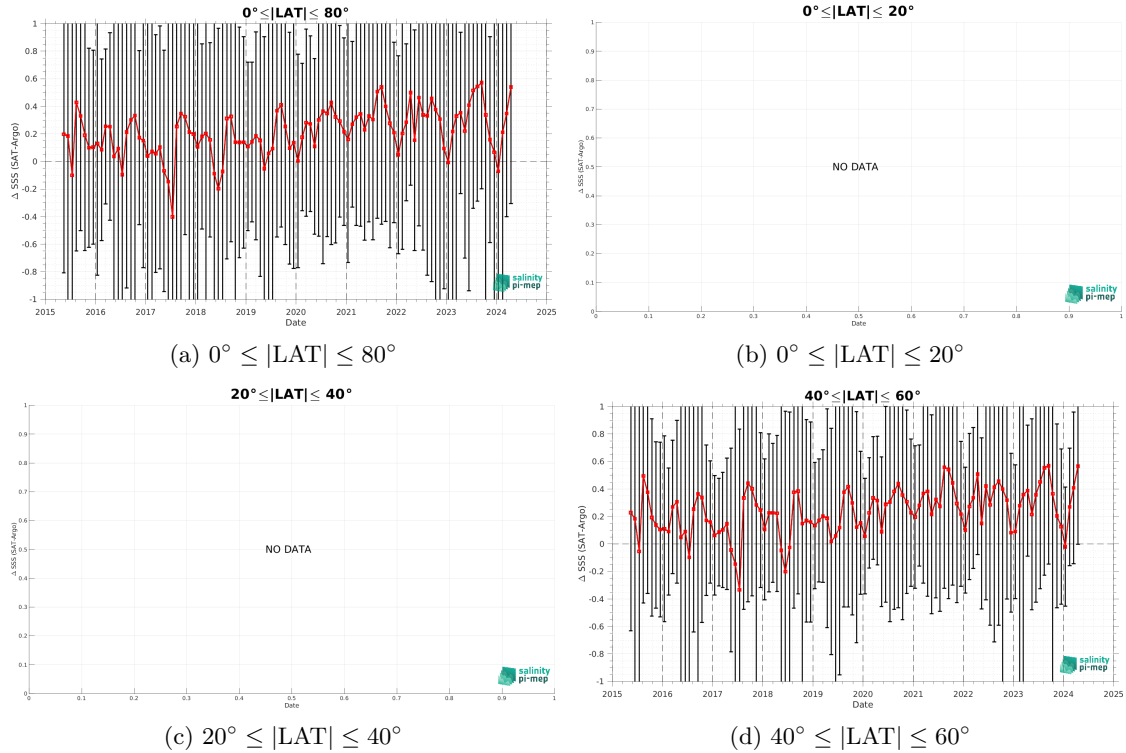 0°≤|LAT|≤ 80°
Δ SSS (SAT-Argo)
1
0.8
0.6
0.4
0.2
0
-0.2
-0.4
-0.6
-0.8
-1
2015 2016 2017 2018 2019 2020 2021 2022 2023 2024 2025
Date
salinity
pi-mep
(a) 0° ≤ |LAT| ≤ 80°
0°≤|LAT|≤ 20°
Δ SSS (SAT-Argo)
1
0.9
0.8
0.7
0.6
0.5
0.4
0.3
0.2
0.1
0
NO DATA
0 0.1 0.2 0.3 0.4 0.5 0.6 0.7 0.8 0.9 1
Date
salinity
pi-mep
(b) 0° ≤ |LAT| ≤ 20°
20°≤|LAT|≤ 40°
Δ SSS (SAT-Argo)
1
0.9
0.8
0.7
0.6
0.5
0.4
0.3
0.2
0.1
0
NO DATA
0 0.1 0.2 0.3 0.4 0.5 0.6 0.7 0.8 0.9 1
Date
salinity
pi-mep
(c) 20° ≤ |LAT| ≤ 40°
40°≤|LAT|≤ 60°
Δ SSS (SAT-Argo)
1
0.8
0.6
0.4
0.2
0
-0.2
-0.4
-0.6
-0.8
-1
2015 2016 2017 2018 2019 2020 2021 2022 2023 2024 2025
Date
salinity
pi-mep
(d) 40° ≤ |LAT| ≤ 60°